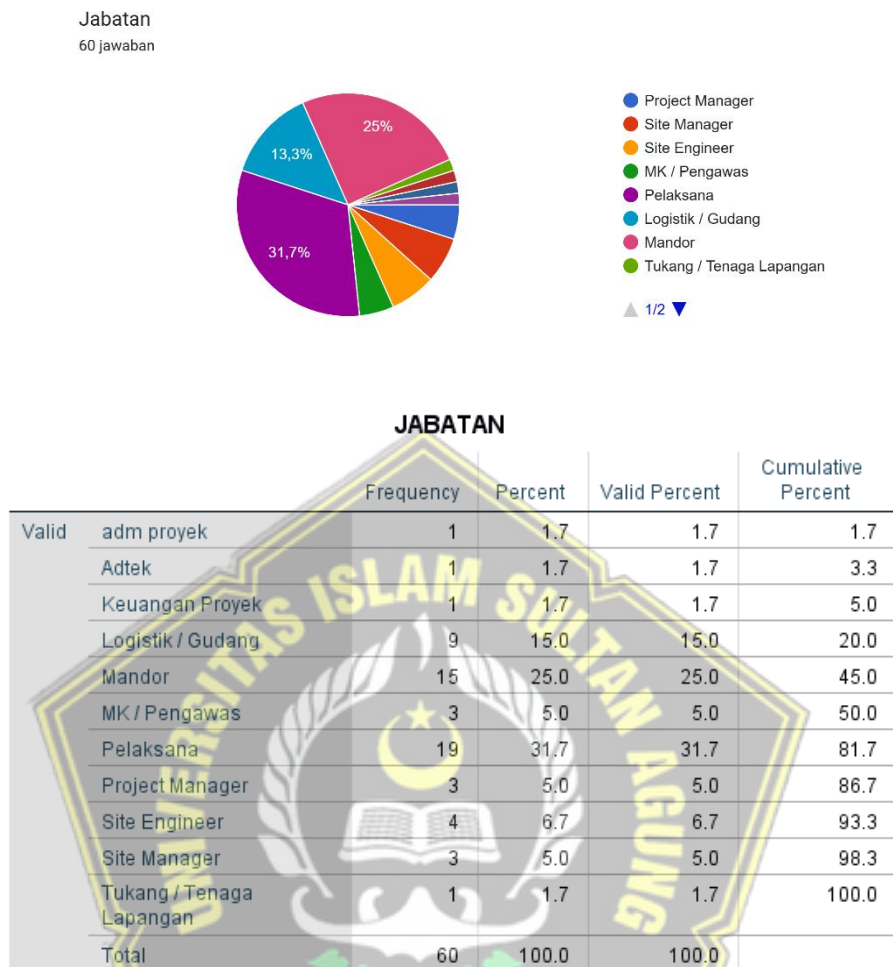 Jabatan
60 jawaban
25%
13,3%
31,7%
Project Manager
Site Manager
Site Engineer
MK / Pengawas
Pelaksana
Logistik / Gudang
Mandor
Tukang / Tenaga Lapangan
1/2
JABATAN
Frequency Percent Valid Percent Cumulative Percent
Valid adm proyek 1 1.7 1.7 1.7
Adtek 1 1.7 1.7 3.3
Keuangan Proyek 1 1.7 1.7 5.0
Logistik / Gudang 9 15.0 15.0 20.0
Mandor 15 25.0 25.0 45.0
MK / Pengawas 3 5.0 5.0 50.0
Pelaksana 19 31.7 31.7 81.7
Project Manager 3 5.0 5.0 86.7
Site Engineer 4 6.7 6.7 93.3
Site Manager 3 5.0 5.0 98.3
Tukang / Tenaga Lapangan 1 1.7 1.7 100.0
Total 60 100.0 100.0
UNIVERSITAS ISLAM SULTAN AGUNG